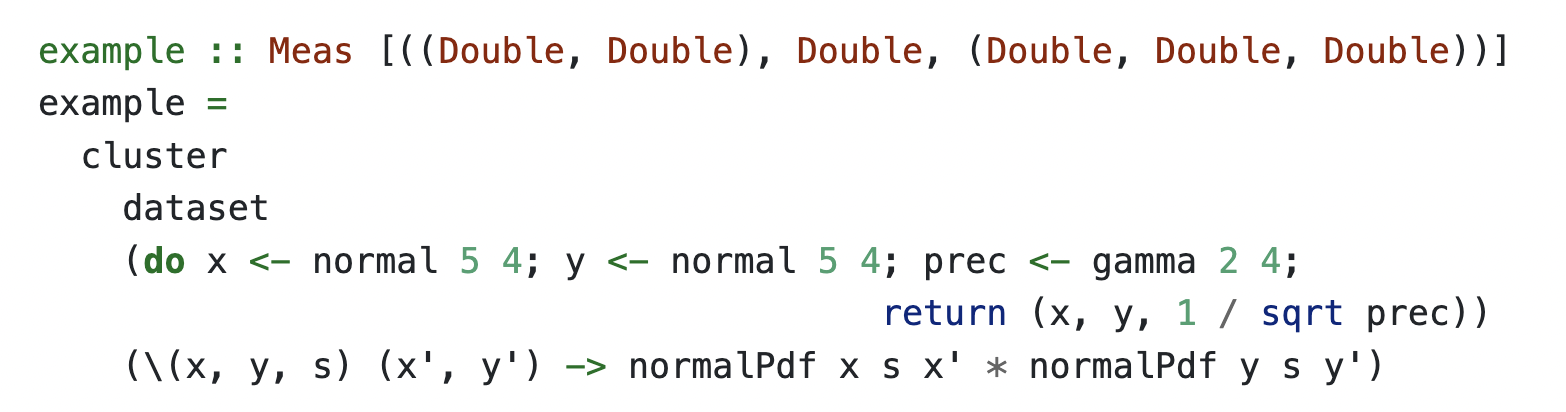 example :: Meas [((Double, Double), Double, (Double, Double, Double))]
example =
  cluster
    dataset
    (do x <- normal 5 4; y <- normal 5 4; prec <- gamma 2 4;
                                        return (x, y, 1 / sqrt prec))
    (\(x, y, s) (x', y') -> normalPdf x s x' * normalPdf y s y')